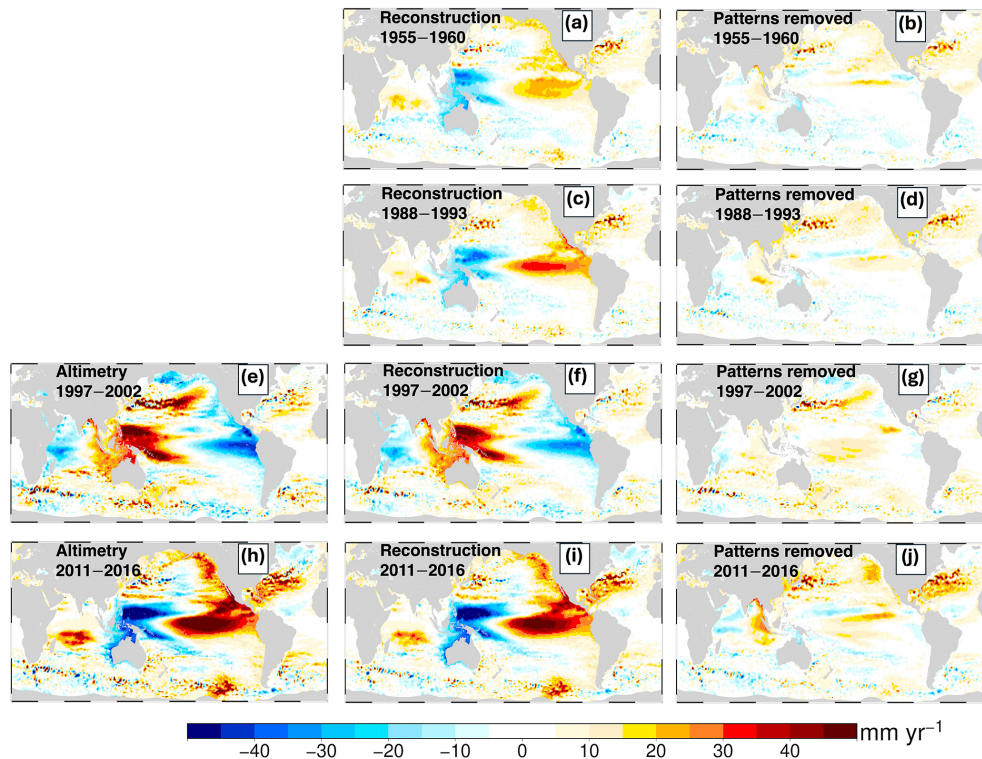 Reconstruction
1955−1960
(a)
Patterns removed
1955−1960
(b)
Reconstruction
1988−1993
(c)
Patterns removed
1988−1993
(d)
Altimetry
1997−2002
(e)
Reconstruction
1997−2002
(f)
Patterns removed
1997−2002
(g)
Altimetry
2011−2016
(h)
Reconstruction
2011−2016
(i)
Patterns removed
2011−2016
(j)
−40 −30 −20 −10 0 10 20 30 40 mm yr⁻¹